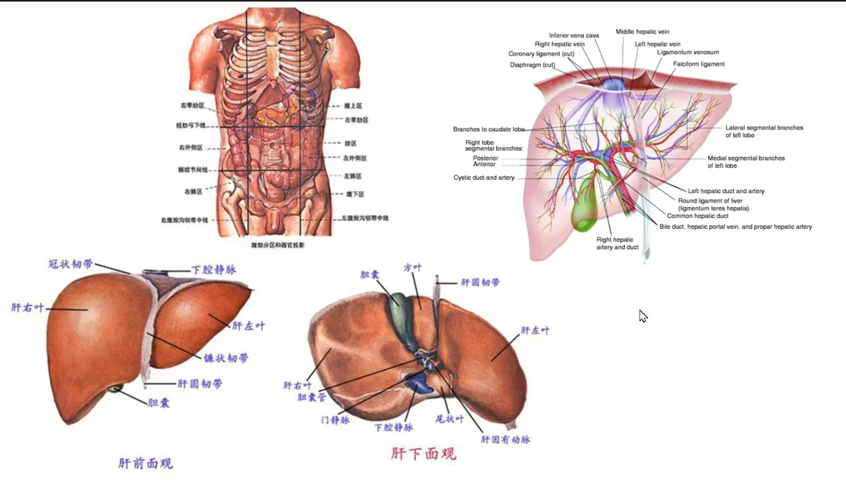 右季肋区
经肋弓下线
右外侧区
髂结节间线
右髂区
右腹股沟韧带中线
腹上区
左季肋区
脐区
左外侧区
左髂区
腹下区
左腹股沟韧带中线
腹部分区和器官投影
Inferior vena cava
Middle hepatic vein
Right hepatic vein
Left hepatic vein
Coronary ligament (cut)
Ligamentum venosum
Diaphragm (cut)
Falciform ligament
Branches to caudate lobe
Right lobe
segmental branches:
Posterior
Anterior
Cystic duct and artery
Lateral segmental branches
of left lobe
Medial segmental branches
of left lobe
Left hepatic duct and artery
Round ligament of liver
(ligmentum teres hepatis)
Common hepatic duct
Bile duct, hepatic portal vein, and propar hepatic artery
Right hepatic
artery and duct
冠状韧带
下腔静脉
肝右叶
肝左叶
镰状韧带
肝圆韧带
胆囊
肝前面观
胆囊
方叶
肝圆韧带
肝左叶
肝右叶
胆囊管
门静脉
下腔静脉
尾状叶
肝固有动脉
肝下面观